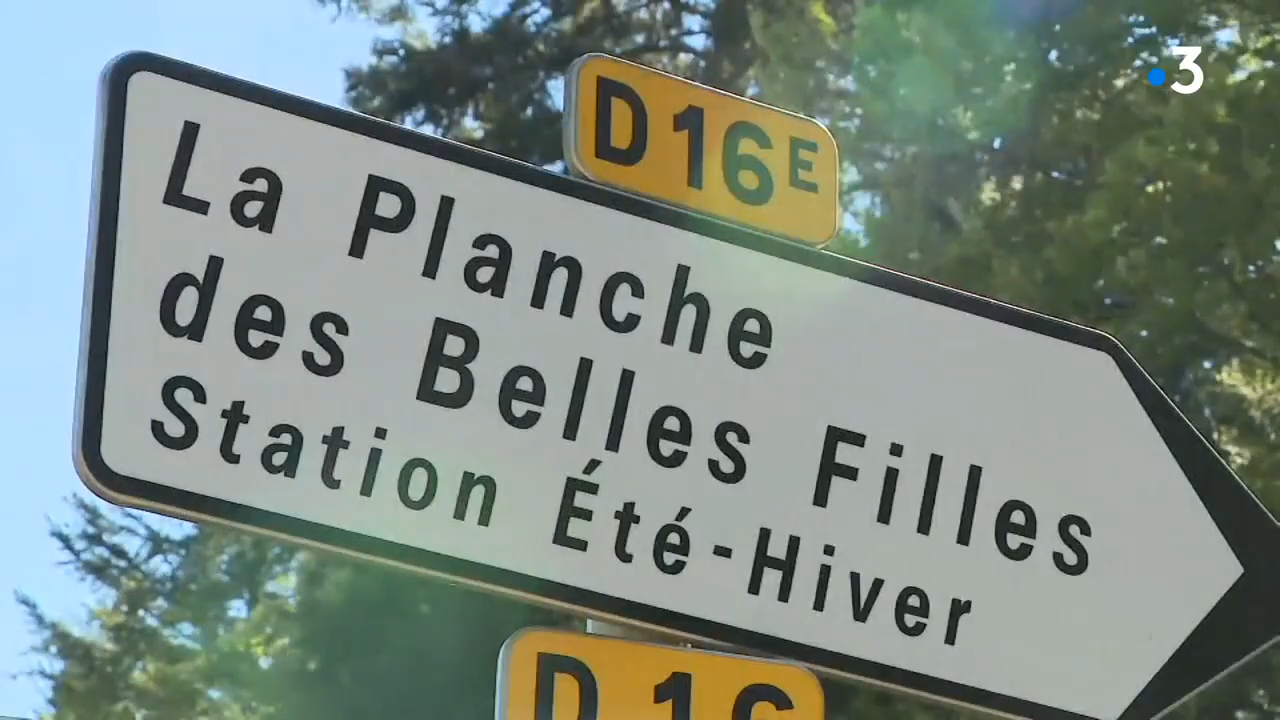 3
D16E
La Planche
des Belles Filles
Station Été-Hiver
D 16